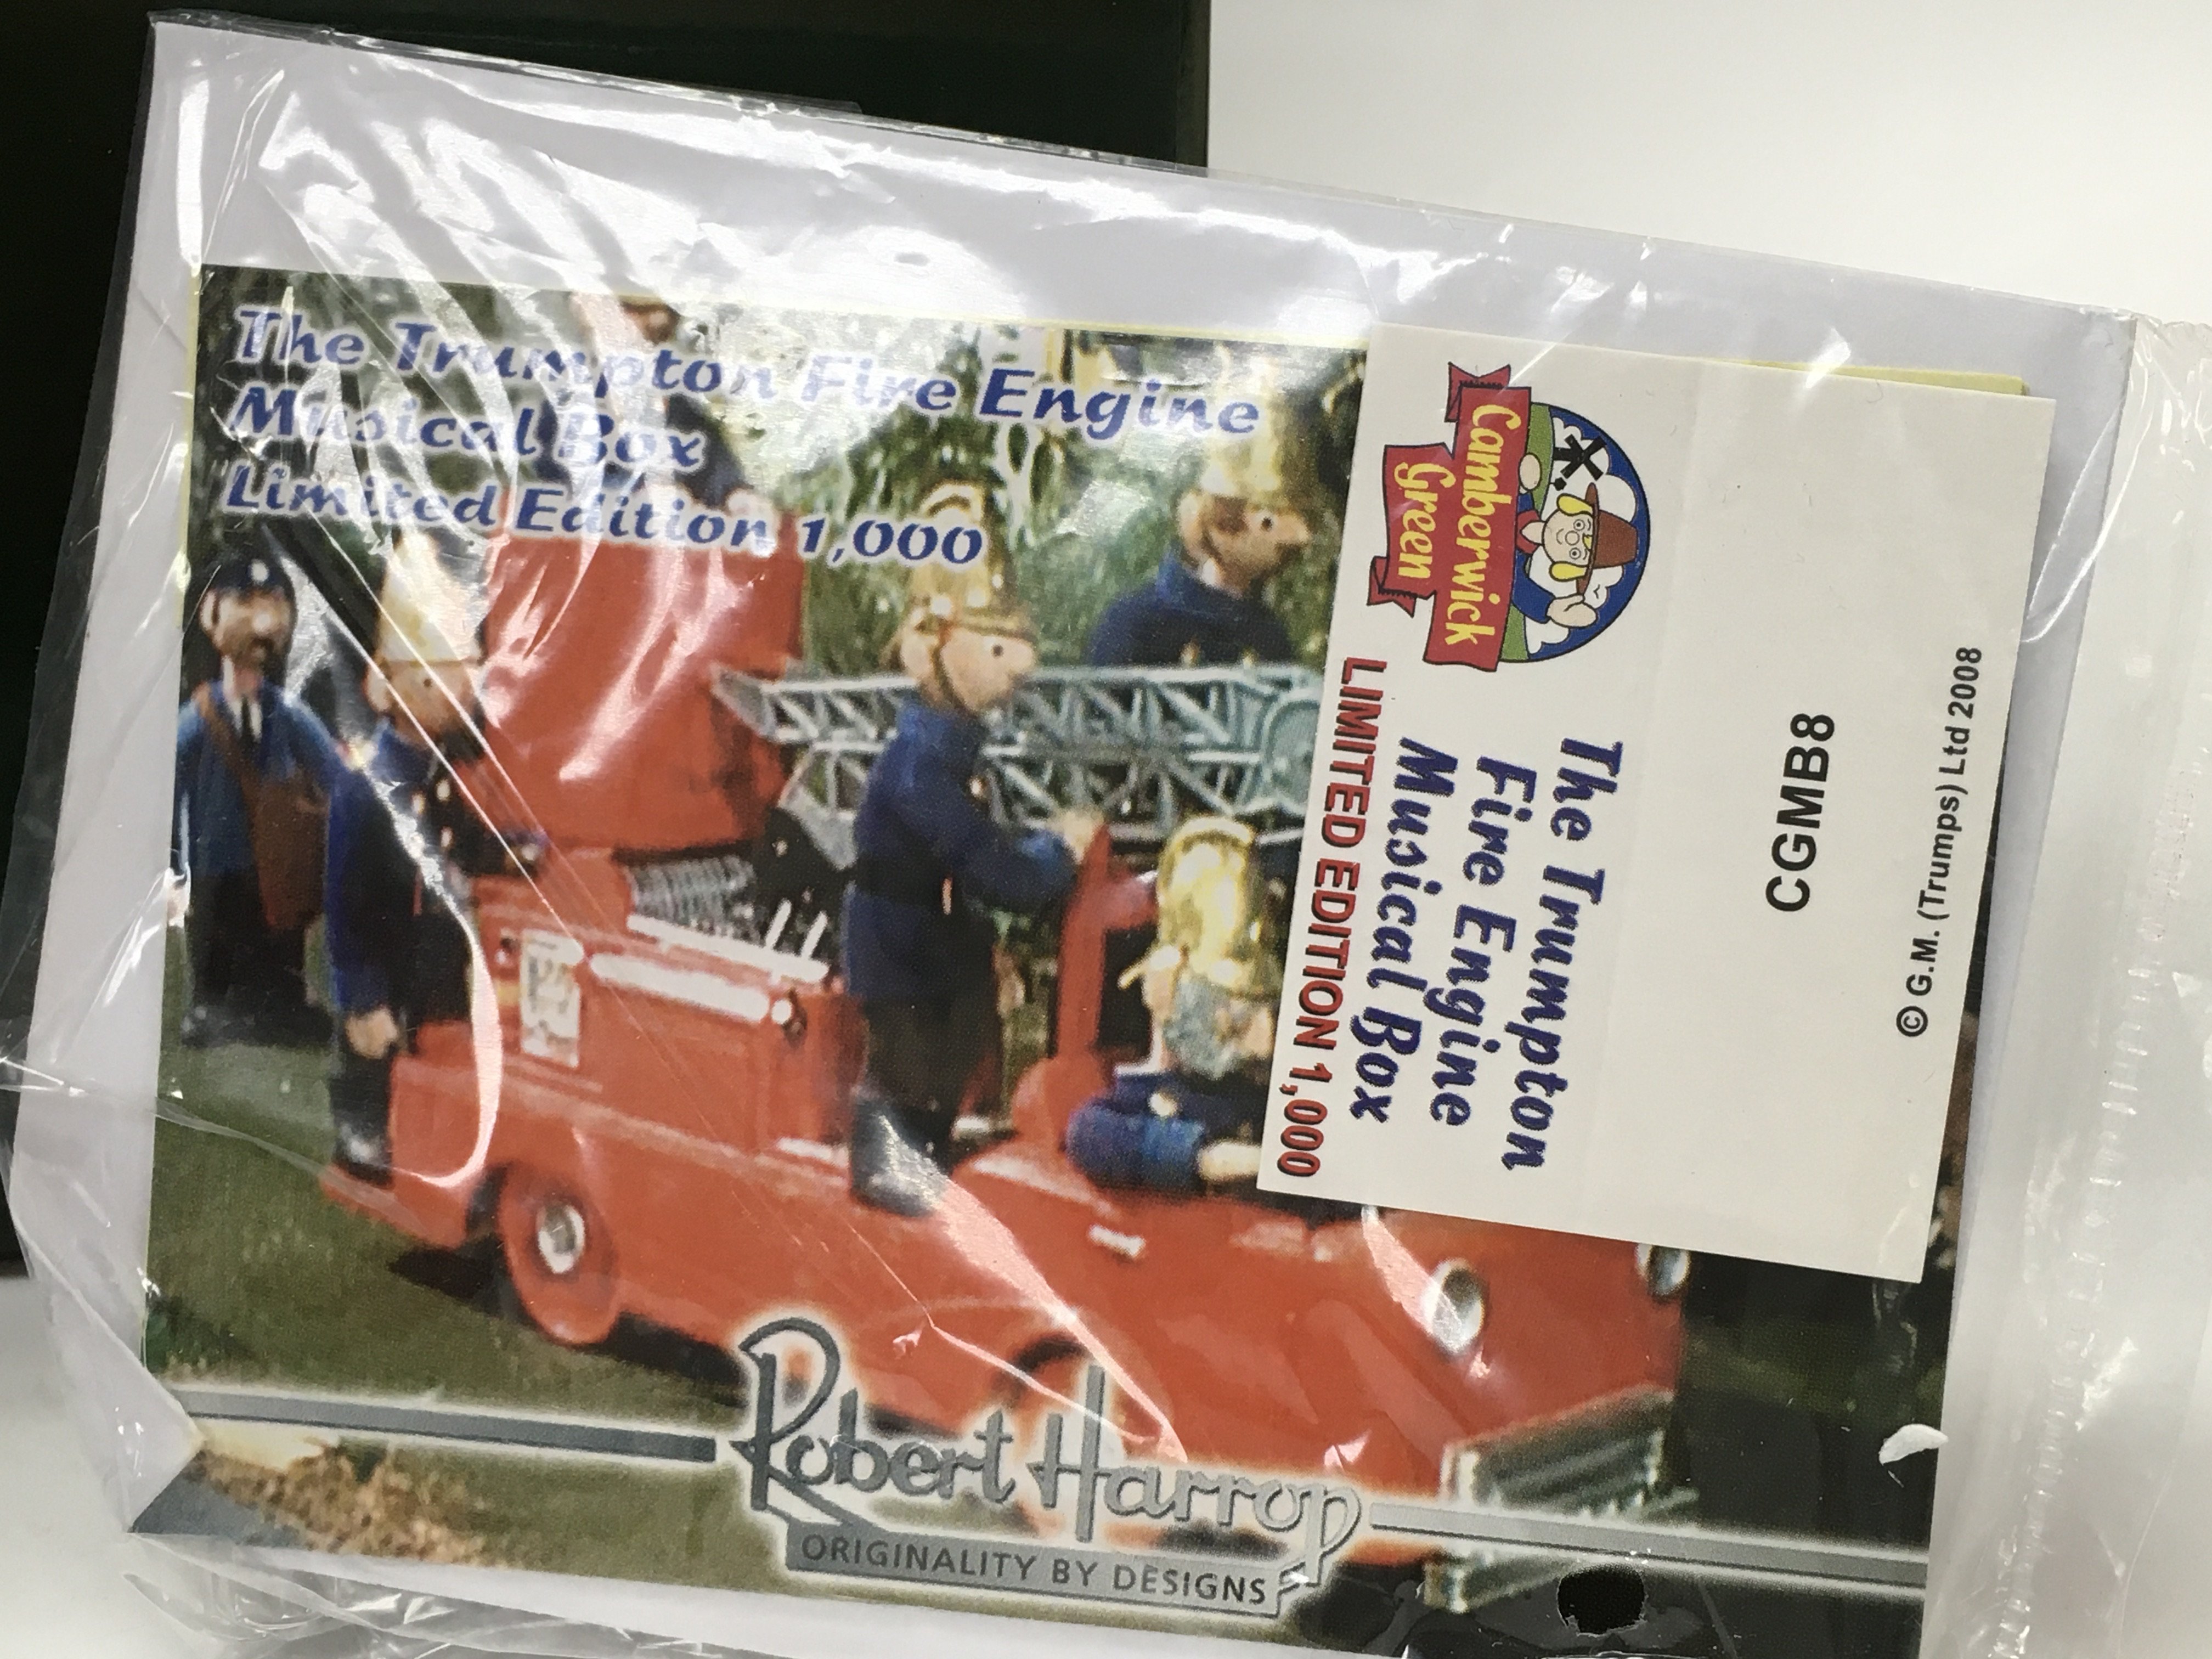 The Trumpton Fire Engine
Musical Box
Limited Edition 1,000
Camberwick
Green
The Trumpton
Fire Engine
Musical Box
LIMITED EDITION 1,000
CGMB8
© G.M. (Trumps) Ltd 2008
Robert Harrop
ORIGINALITY BY DESIGNS